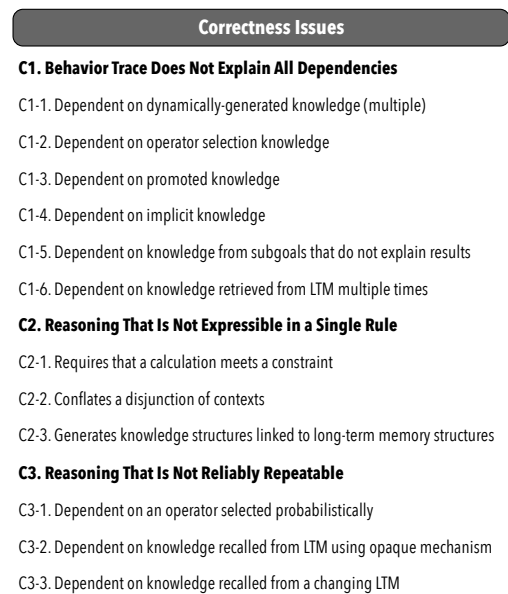 Correctness Issues
C1. Behavior Trace Does Not Explain All Dependencies
C1-1. Dependent on dynamically-generated knowledge (multiple)
C1-2. Dependent on operator selection knowledge
C1-3. Dependent on promoted knowledge
C1-4. Dependent on implicit knowledge
C1-5. Dependent on knowledge from subgoals that do not explain results
C1-6. Dependent on knowledge retrieved from LTM multiple times
C2. Reasoning That Is Not Expressible in a Single Rule
C2-1. Requires that a calculation meets a constraint
C2-2. Conflates a disjunction of contexts
C2-3. Generates knowledge structures linked to long-term memory structures
C3. Reasoning That Is Not Reliably Repeatable
C3-1. Dependent on an operator selected probabilistically
C3-2. Dependent on knowledge recalled from LTM using opaque mechanism
C3-3. Dependent on knowledge recalled from a changing LTM